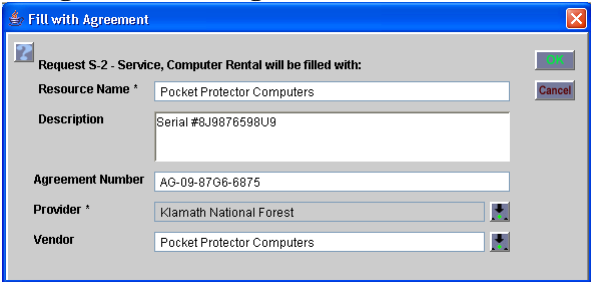 Fill with Agreement
Request S-2 - Service, Computer Rental will be filled with:
OK
Resource Name * Pocket Protector Computers
Cancel
Description Serial #8J9876598U9
Agreement Number AG-09-87G6-6875
Provider * Klamath National Forest
Vendor Pocket Protector Computers